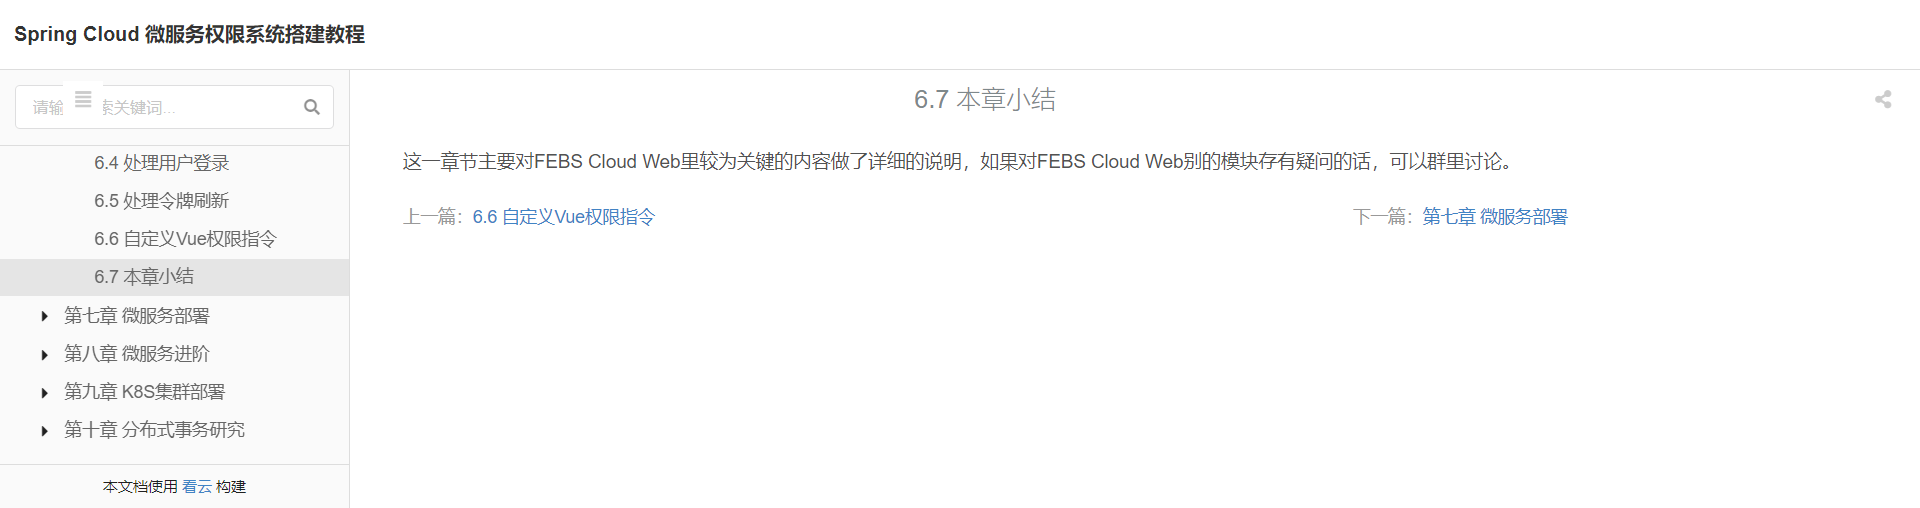 Spring Cloud 微服务权限系统搭建教程
请输 索关键词...
6.4 处理用户登录
6.5 处理令牌刷新
6.6 自定义Vue权限指令
6.7 本章小结
第七章 微服务部署
第八章 微服务进阶
第九章 K8S集群部署
第十章 分布式事务研究
本文档使用 看云 构建
6.7 本章小结
这一章节主要对FEBS Cloud Web里较为关键的内容做了详细的说明，如果对FEBS Cloud Web别的模块存有疑问的话，可以群里讨论。
上一篇：6.6 自定义Vue权限指令
下一篇：第七章 微服务部署